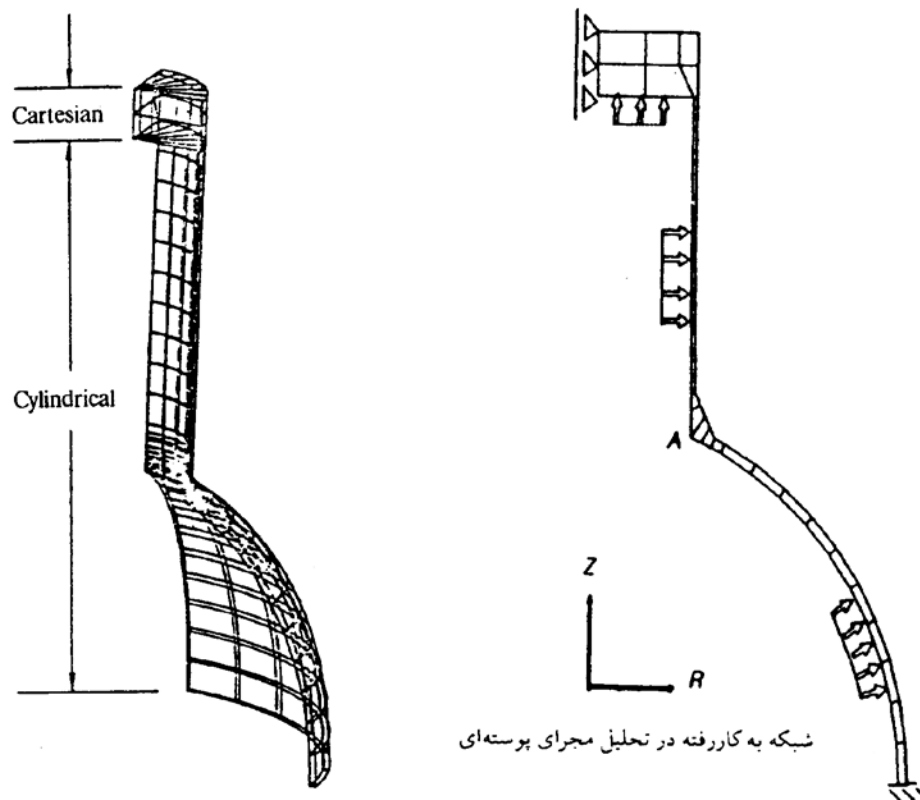 Cartesian
Cylindrical
A
Z
R
شبکه به کاررفته در تحلیل مجرای پوسته‌ای